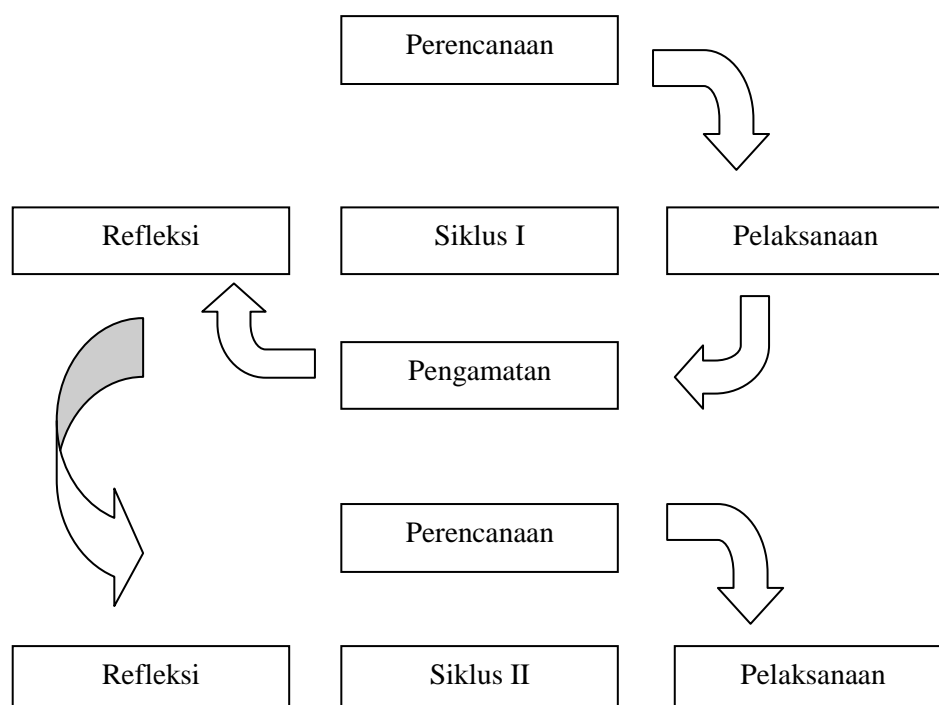 Perencanaan
Refleksi
Siklus I
Pelaksanaan
Pengamatan
Perencanaan
Refleksi
Siklus II
Pelaksanaan